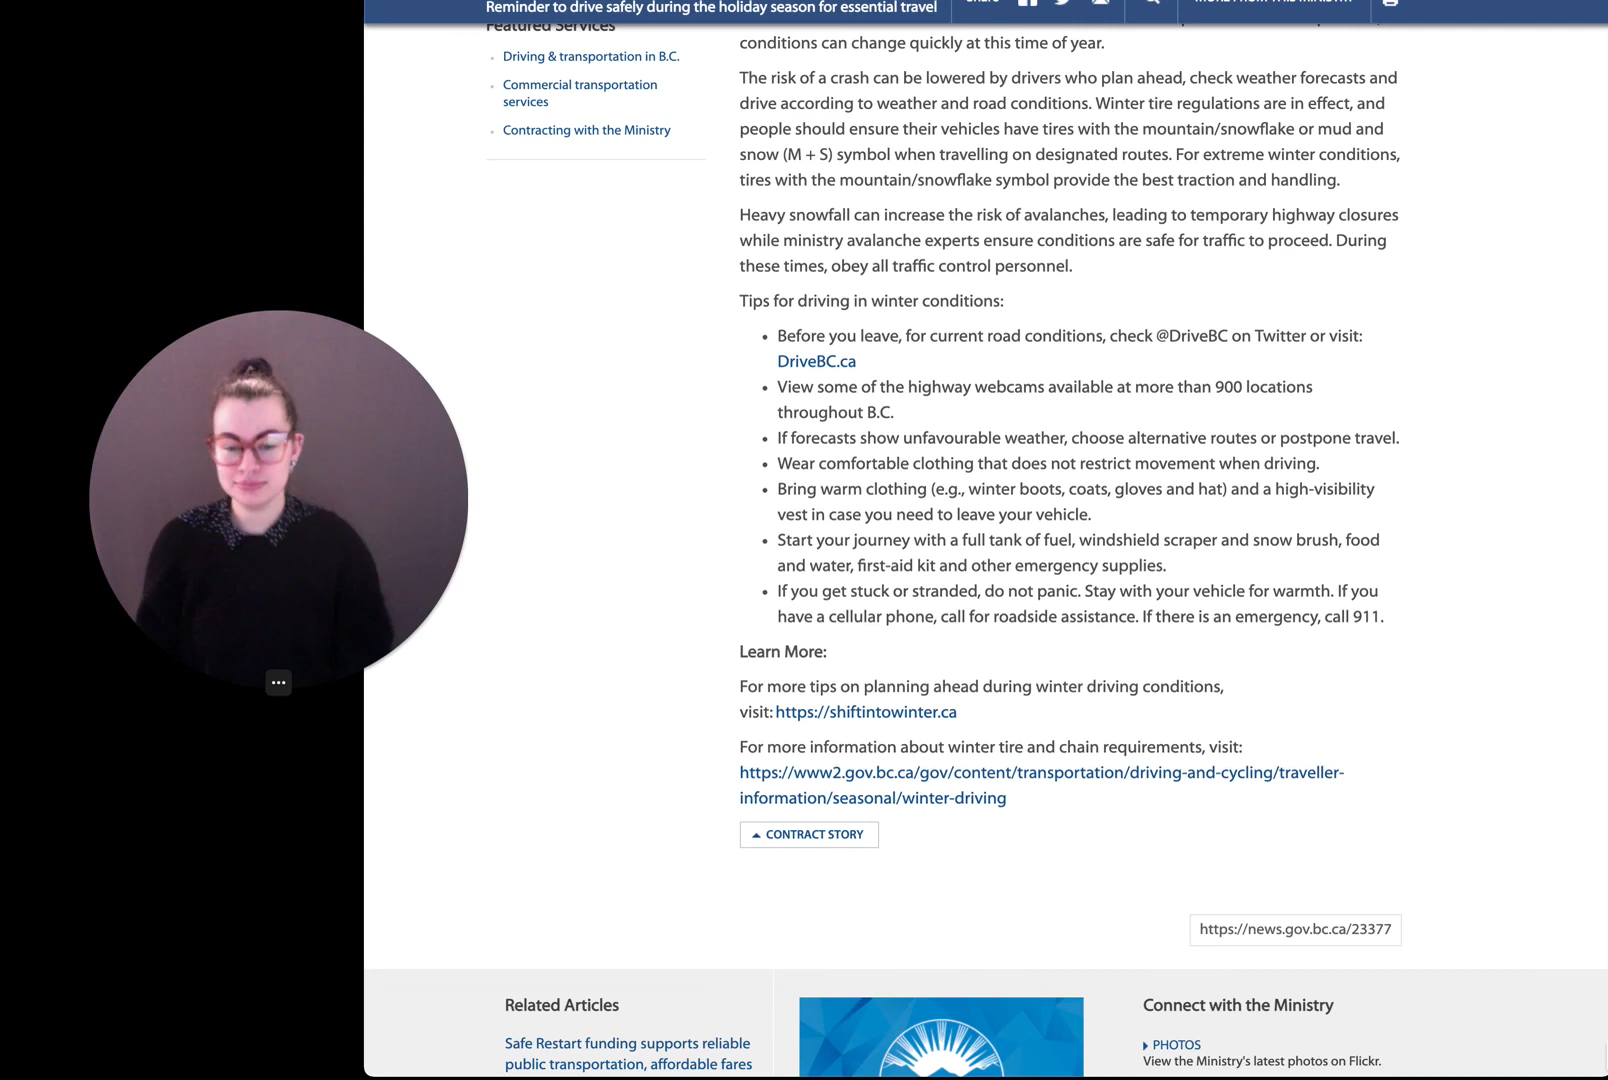 Reminder to drive safely during the holiday season for essential travel
Featured Services
Driving & transportation in B.C.
Commercial transportation
services
Contracting with the Ministry
conditions can change quickly at this time of year.
The risk of a crash can be lowered by drivers who plan ahead, check weather forecasts and
drive according to weather and road conditions. Winter tire regulations are in effect, and
people should ensure their vehicles have tires with the mountain/snowflake or mud and
snow (M + S) symbol when travelling on designated routes. For extreme winter conditions,
tires with the mountain/snowflake symbol provide the best traction and handling.
Heavy snowfall can increase the risk of avalanches, leading to temporary highway closures
while ministry avalanche experts ensure conditions are safe for traffic to proceed. During
these times, obey all traffic control personnel.
Tips for driving in winter conditions:
• Before you leave, for current road conditions, check @DriveBC on Twitter or visit:
DriveBC.ca
• View some of the highway webcams available at more than 900 locations
throughout B.C.
• If forecasts show unfavourable weather, choose alternative routes or postpone travel.
• Wear comfortable clothing that does not restrict movement when driving.
• Bring warm clothing (e.g., winter boots, coats, gloves and hat) and a high-visibility
vest in case you need to leave your vehicle.
• Start your journey with a full tank of fuel, windshield scraper and snow brush, food
and water, first-aid kit and other emergency supplies.
• If you get stuck or stranded, do not panic. Stay with your vehicle for warmth. If you
have a cellular phone, call for roadside assistance. If there is an emergency, call 911.
Learn More:
For more tips on planning ahead during winter driving conditions,
visit: https://shiftintowinter.ca
For more information about winter tire and chain requirements, visit:
https://www2.gov.bc.ca/gov/content/transportation/driving-and-cycling/traveller-
information/seasonal/winter-driving
CONTRACT STORY
https://news.gov.bc.ca/23377
Related Articles
Safe Restart funding supports reliable
public transportation, affordable fares
Connect with the Ministry
PHOTOS
View the Ministry's latest photos on Flickr.